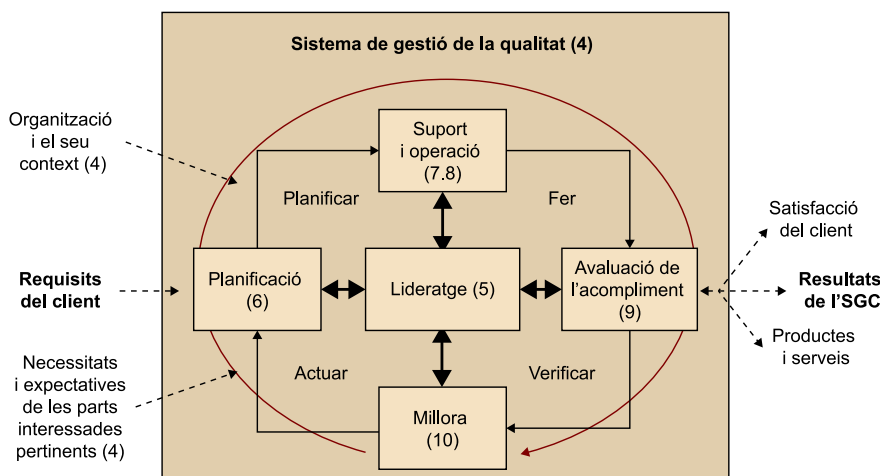 Sistema de gestió de la qualitat (4)
Organització
i el seu
context (4)
Suport
i operació
(7.8)
Planificar
Fer
Satisfacció
del client
Requisits
del client
Planificació
(6)
Lideratge (5)
Avaluació de
l’acompliment
(9)
Resultats
de l’SGC
Productes
i serveis
Necessitats
i expectatives
de les parts
interessades
pertinents (4)
Actuar
Verificar
Millora
(10)